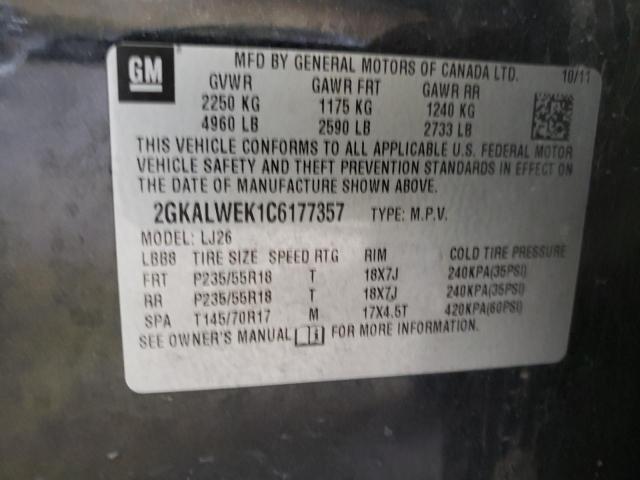 GM
MFD BY GENERAL MOTORS OF CANADA LTD. 10/11
GVWR GAWR FRT GAWR RR
2250 KG 1175 KG 1240 KG
4960 LB 2590 LB 2733 LB
THIS VEHICLE CONFORMS TO ALL APPLICABLE U.S. FEDERAL MOTOR
VEHICLE SAFETY AND THEFT PREVENTION STANDARDS IN EFFECT ON
THE DATE OF MANUFACTURE SHOWN ABOVE.
2GKALWEK1C6177357 TYPE: M.P.V.
MODEL: LJ26
LBB8 TIRE SIZE SPEED RTG RIM COLD TIRE PRESSURE
FRT P235/55R18 T 18X7J 240KPA(35PSI)
RR P235/55R18 T 18X7J 240KPA(35PSI)
SPA T145/70R17 M 17X4.5T 420KPA(60PSI)
SEE OWNER'S MANUAL i FOR MORE INFORMATION.